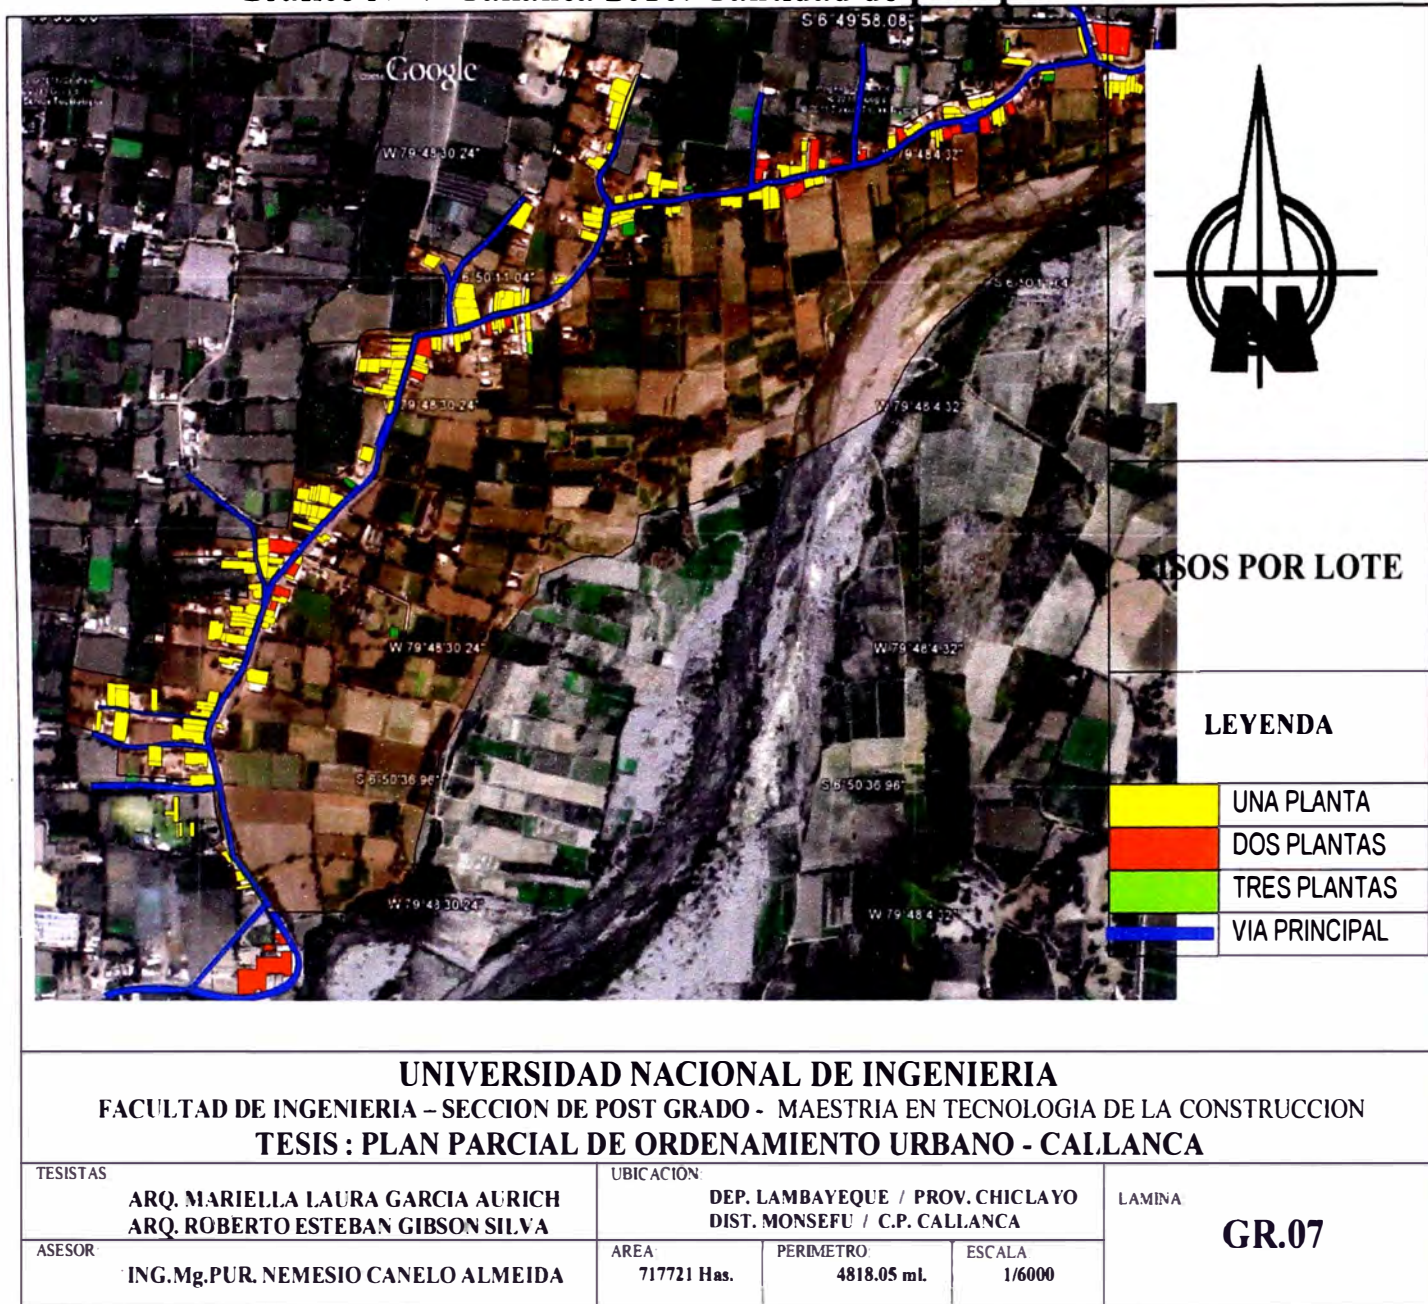 S 6°49'58.08"
Google
W 79°48'30.24"
79°48'4.32"
6°50'11.04"
79°48'30.24"
W 79°48'4.32"
W 79°48'30.24"
W 79°48'4.32"
S 6°50'36.96"
S 6°50'36.96"
W 79°48'30.24"
W 79°48'4.32"
N
PISOS POR LOTE
LEYENDA
UNA PLANTA
DOS PLANTAS
TRES PLANTAS
VIA PRINCIPAL
UNIVERSIDAD NACIONAL DE INGENIERIA
FACULTAD DE INGENIERIA – SECCION DE POST GRADO - MAESTRIA EN TECNOLOGIA DE LA CONSTRUCCION
TESIS : PLAN PARCIAL DE ORDENAMIENTO URBANO - CALLANCA
TESISTAS
ARQ. MARIELLA LAURA GARCIA AURICH
ARQ. ROBERTO ESTEBAN GIBSON SILVA
UBICACION:
DEP. LAMBAYEQUE / PROV. CHICLAYO
DIST. MONSEFU / C.P. CALLANCA
LAMINA:
GR.07
ASESOR:
ING.Mg.PUR. NEMESIO CANELO ALMEIDA
AREA:
717721 Has.
PERIMETRO:
4818.05 ml.
ESCALA
1/6000